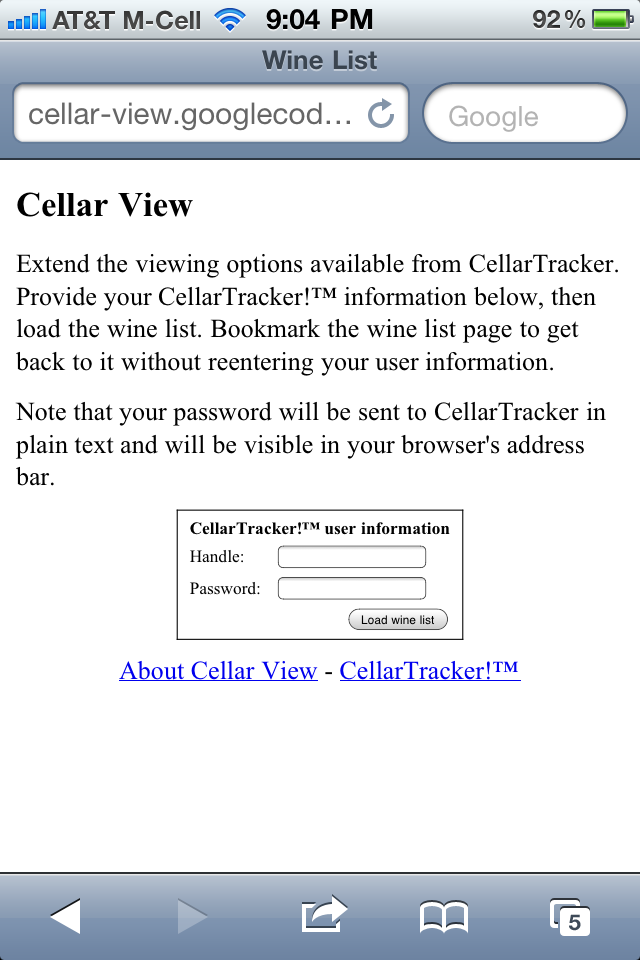 AT&T M-Cell 9:04 PM 92%
Wine List
cellar-view.googlecod... Google
Cellar View
Extend the viewing options available from CellarTracker.
Provide your CellarTracker!™ information below, then
load the wine list. Bookmark the wine list page to get
back to it without reentering your user information.
Note that your password will be sent to CellarTracker in
plain text and will be visible in your browser's address
bar.
CellarTracker!™ user information
Handle:
Password:
Load wine list
About Cellar View - CellarTracker!™
5